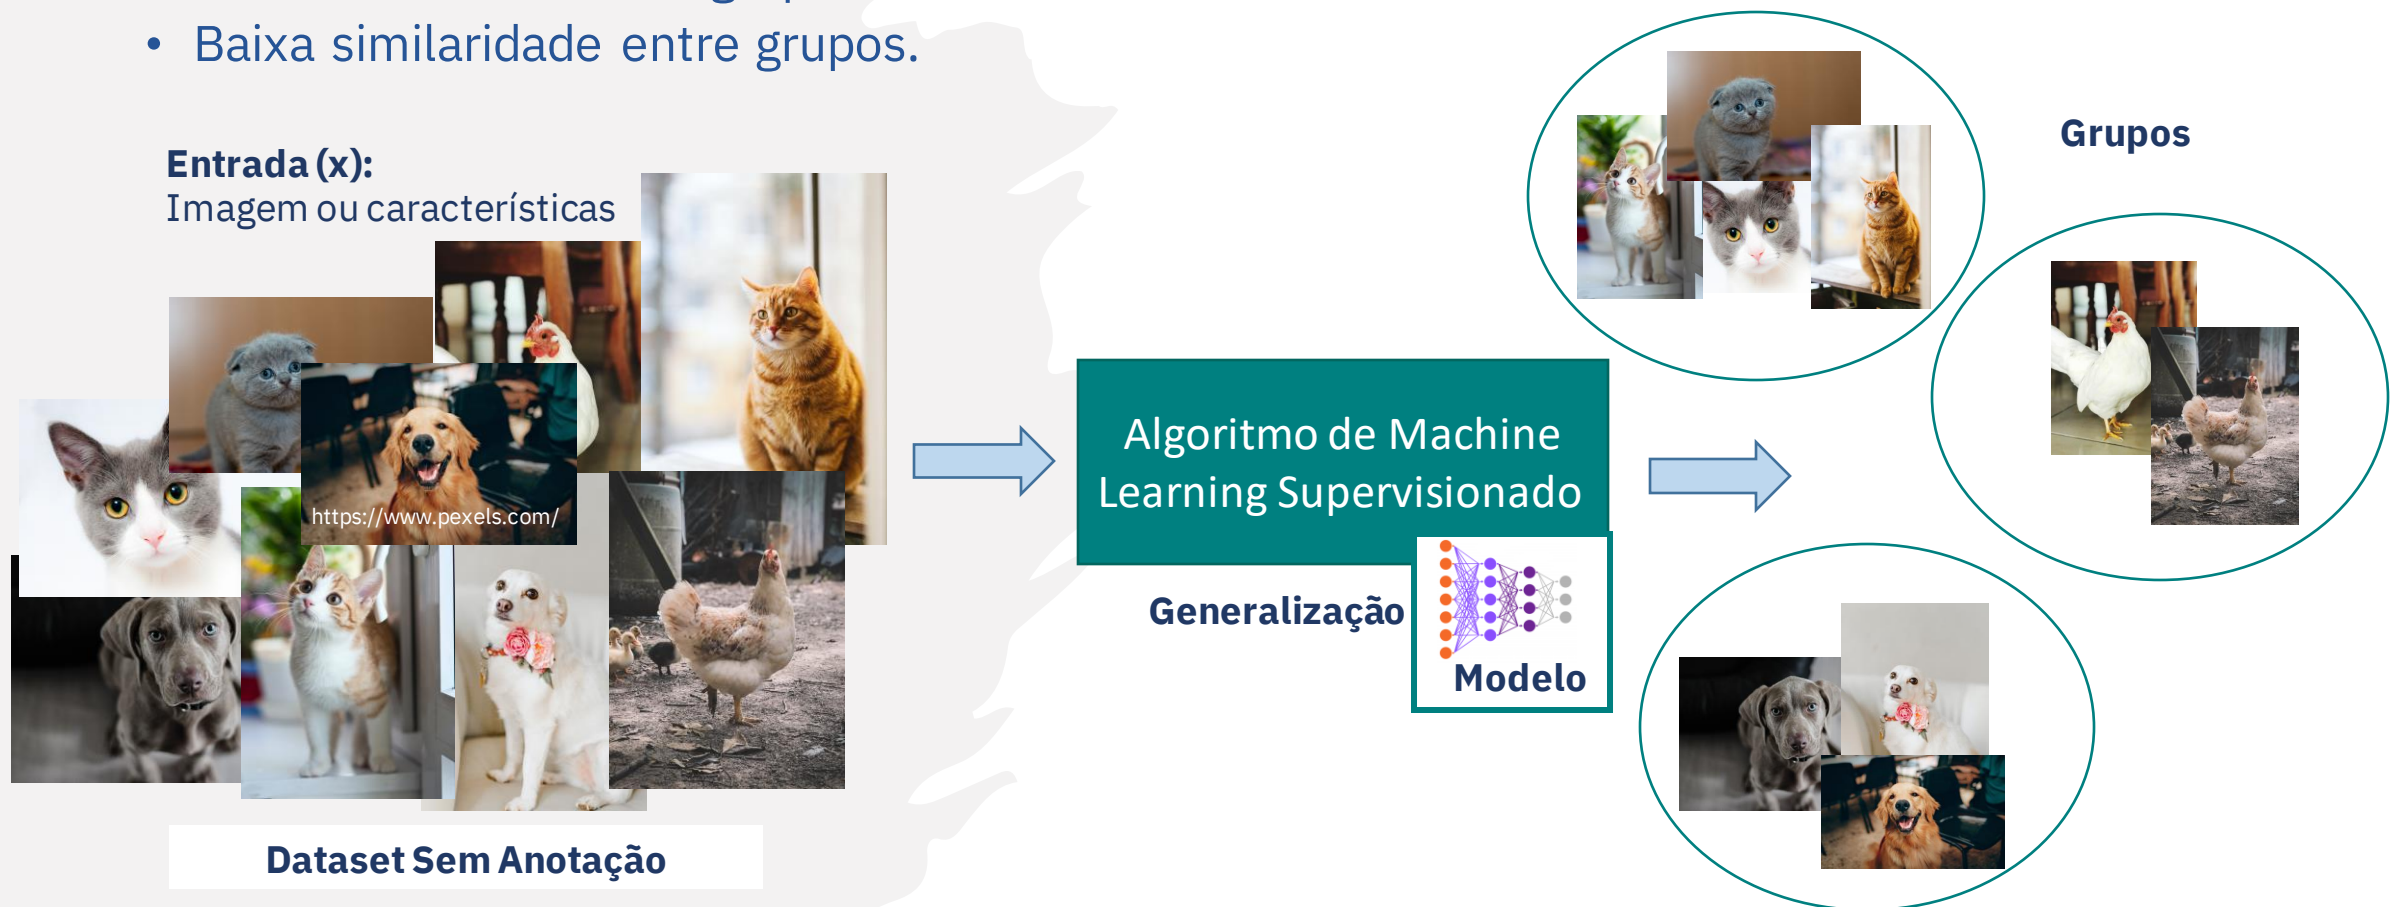 • Baixa similaridade entre grupos.
Entrada (x):
Imagem ou características
https://www.pexels.com/
Dataset Sem Anotação
Algoritmo de Machine
Learning Supervisionado
Generalização
Modelo
Grupos